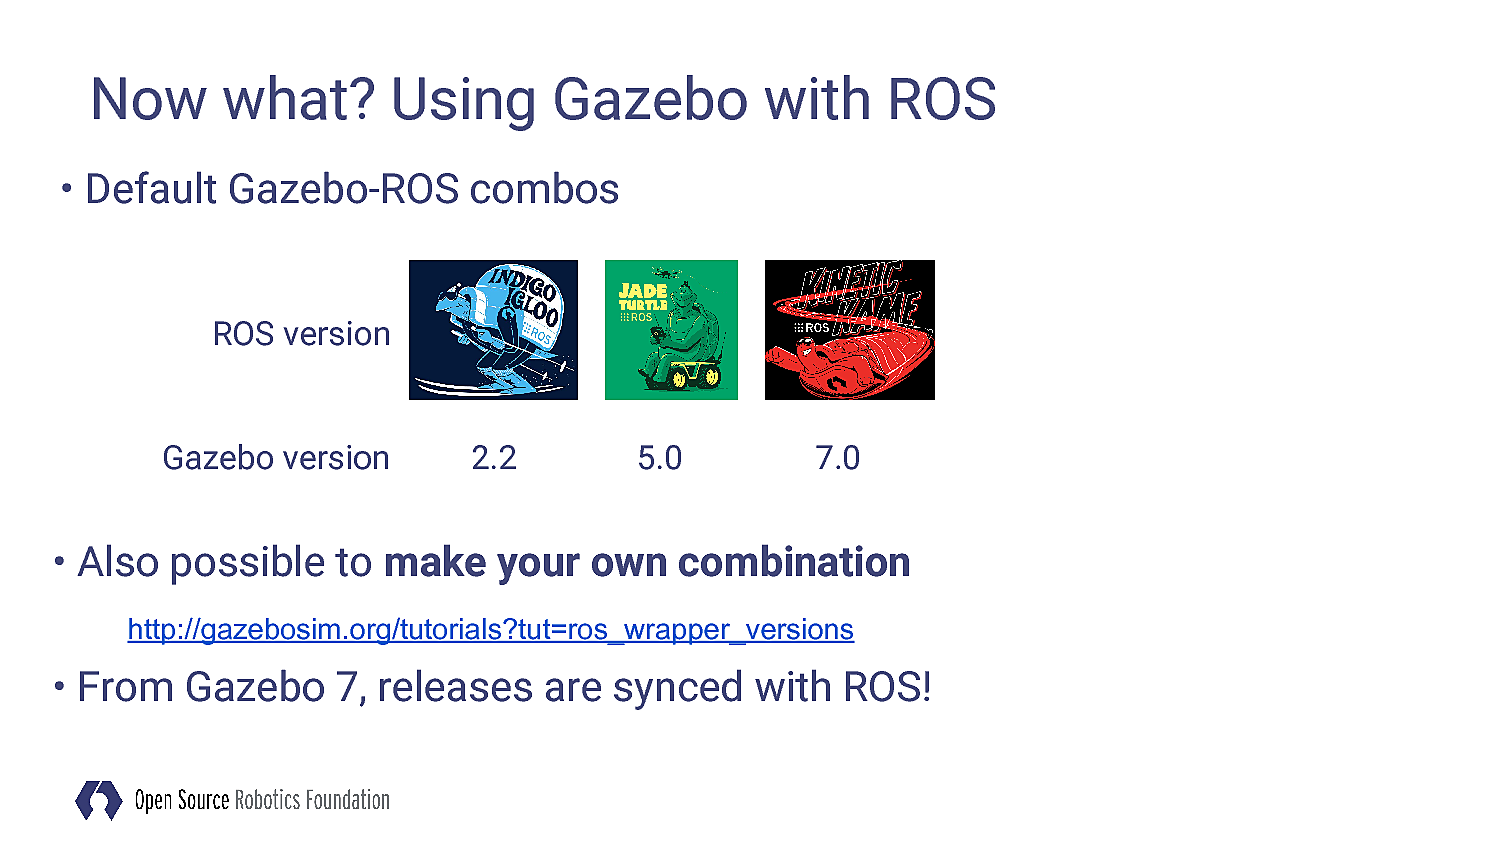 Now what? Using Gazebo with ROS
• Default Gazebo-ROS combos
ROS version
INDIGO
IGLOO
ROS
JADE
TURTLE
ROS
KINETIC
KAME
ROS
Gazebo version 2.2 5.0 7.0
• Also possible to make your own combination
http://gazebosim.org/tutorials?tut=ros_wrapper_versions
• From Gazebo 7, releases are synced with ROS!
Open Source Robotics Foundation